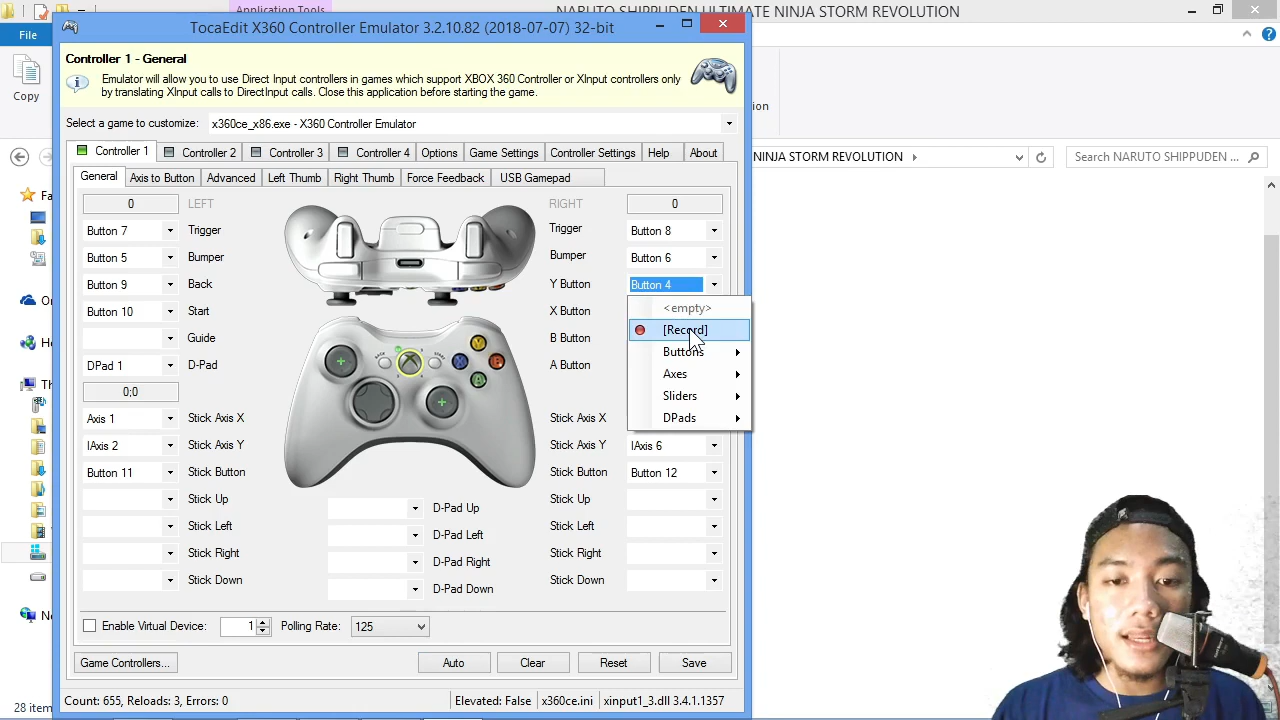 Application Tools
NARUTO SHIPPUDEN ULTIMATE NINJA STORM REVOLUTION
TocaEdit X360 Controller Emulator 3.2.10.82 (2018-07-07) 32-bit
File
Copy
Controller 1 - General
Emulator will allow you to use Direct Input controllers in games which support XBOX 360 Controller or XInput controllers only
by translating XInput calls to DirectInput calls. Close this application before starting the game.
Select a game to customize: x360ce_x86.exe - X360 Controller Emulator
Controller 1 Controller 2 Controller 3 Controller 4 Options Game Settings Controller Settings Help About
NINJA STORM REVOLUTION
Search NARUTO SHIPPUDEN ...
General Axis to Button Advanced Left Thumb Right Thumb Force Feedback USB Gamepad
0 LEFT RIGHT 0
Button 7 Trigger Trigger Button 8
Button 5 Bumper Bumper Button 6
Button 9 Back Y Button Button 4
Button 10 Start X Button
Guide B Button
DPad 1 D-Pad A Button
0;0
Axis 1 Stick Axis X Stick Axis X
IAxis 2 Stick Axis Y Stick Axis Y IAxis 6
Button 11 Stick Button Stick Button Button 12
Stick Up D-Pad Up Stick Up
Stick Left D-Pad Left Stick Left
Stick Right D-Pad Right Stick Right
Stick Down D-Pad Down Stick Down
<empty>
[Record]
Buttons
Axes
Sliders
DPads
BACK START
X Y B A
Enable Virtual Device: 1 Polling Rate: 125
Game Controllers... Auto Clear Reset Save
Count: 655, Reloads: 3, Errors: 0 Elevated: False x360ce.ini xinput1_3.dll 3.4.1.1357
28 item